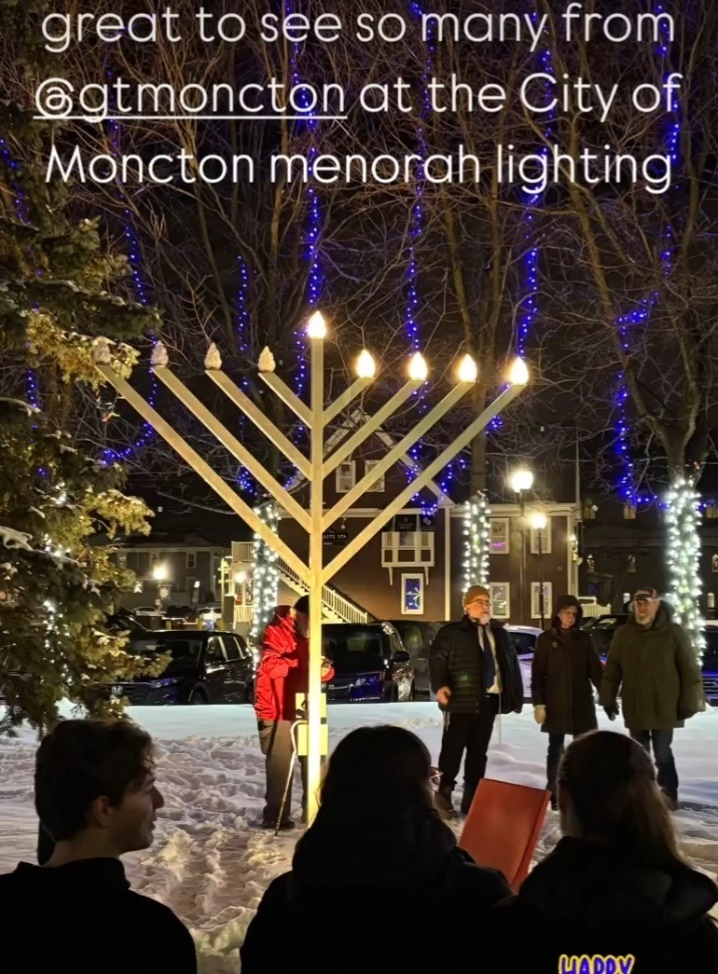 great to see so many from
@gtmoncton at the City of
Moncton menorah lighting
HAPPY